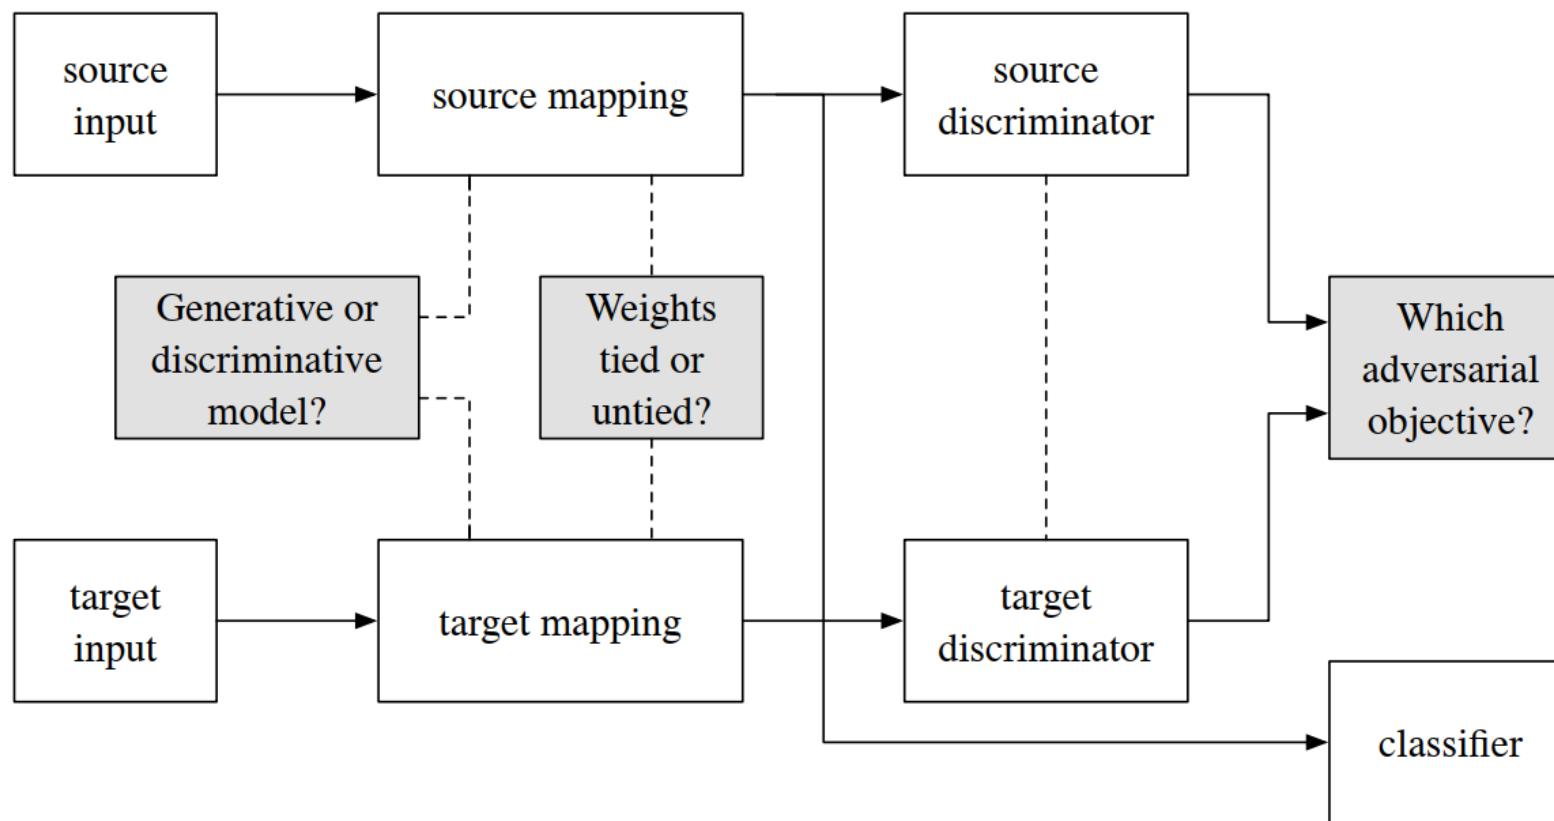 source
input
source mapping
source
discriminator
Generative or
discriminative
model?
Weights
tied or
untied?
Which
adversarial
objective?
target
input
target mapping
target
discriminator
classifier